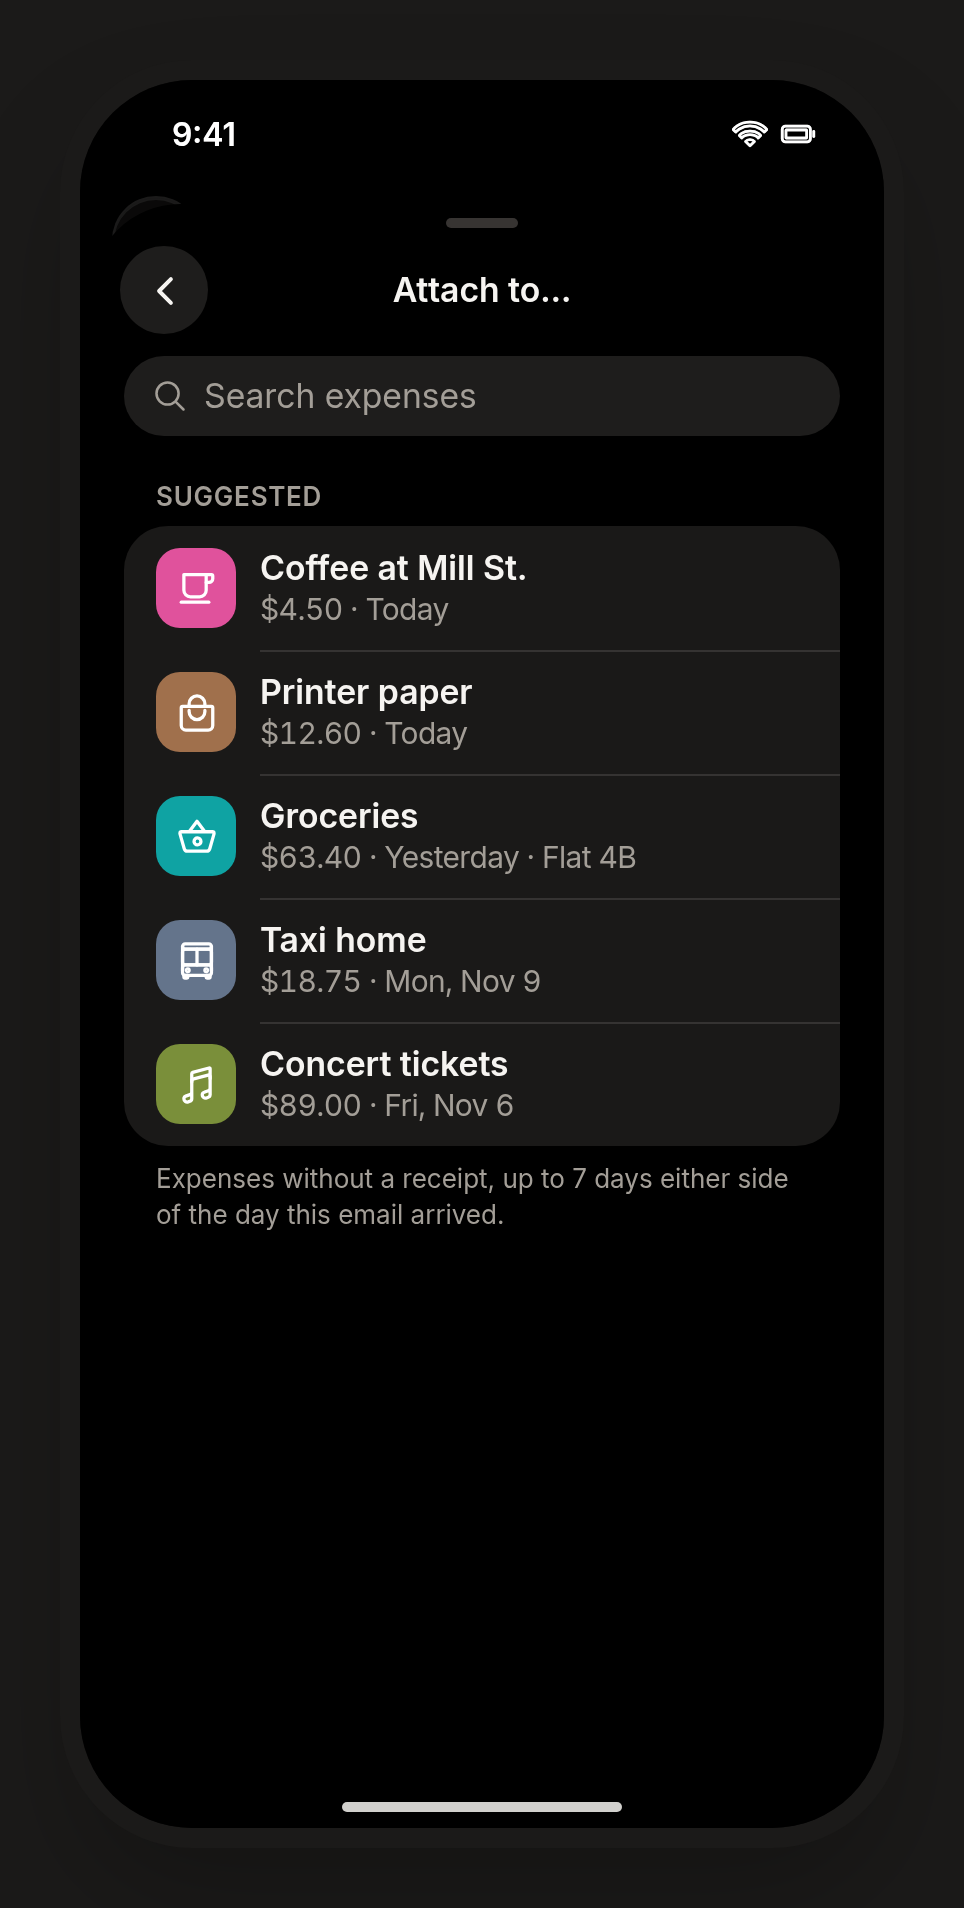 9:41
Attach to...
Search expenses
SUGGESTED
Coffee at Mill St.
$4.50 · Today
Printer paper
$12.60 · Today
Groceries
$63.40 · Yesterday · Flat 4B
Taxi home
$18.75 · Mon, Nov 9
Concert tickets
$89.00 · Fri, Nov 6
Expenses without a receipt, up to 7 days either side
of the day this email arrived.